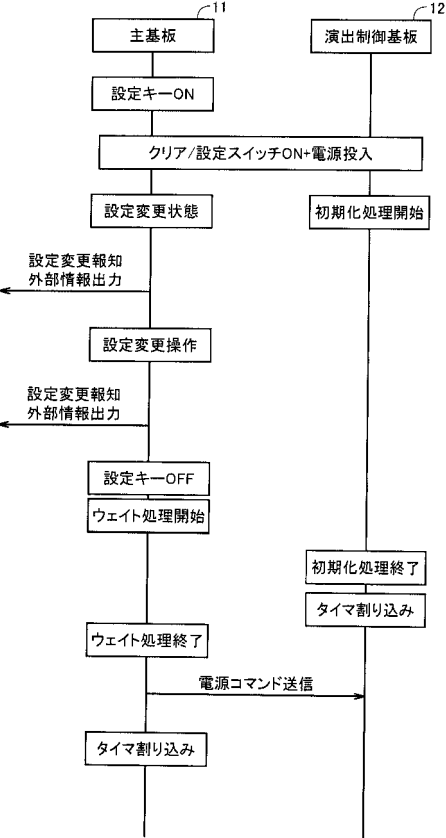 11
12
主基板
演出制御基板
設定キーON
クリア/設定スイッチON+電源投入
設定変更状態
初期化処理開始
設定変更報知
外部情報出力
設定変更操作
設定変更報知
外部情報出力
設定キーOFF
ウェイト処理開始
初期化処理終了
タイマ割り込み
ウェイト処理終了
電源コマンド送信
タイマ割り込み